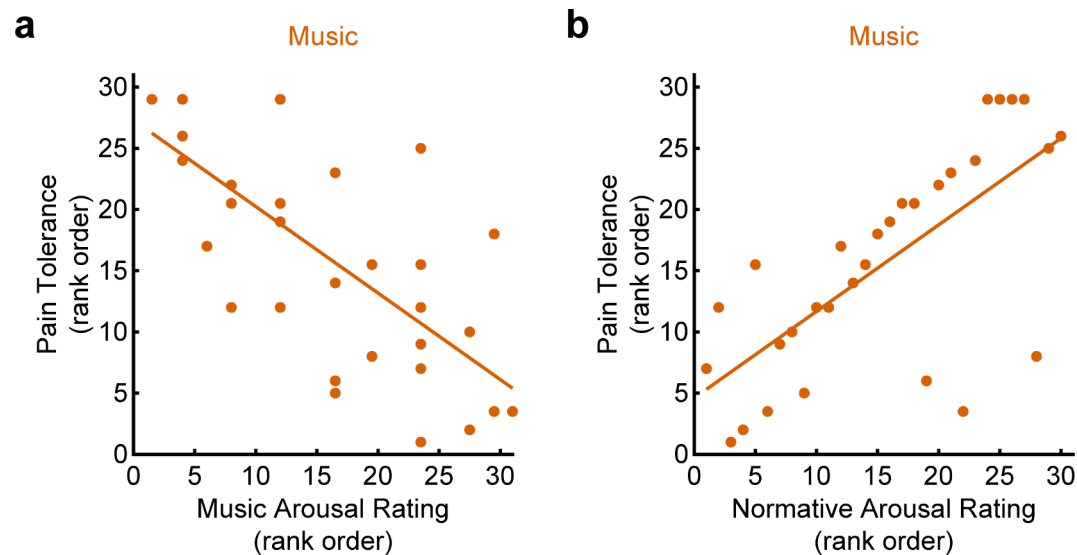 a
Music
30
25
20
15
10
5
0
Pain Tolerance
(rank order)
0 5 10 15 20 25 30
Music Arousal Rating
(rank order)
b
Music
30
25
20
15
10
5
0
Pain Tolerance
(rank order)
0 5 10 15 20 25 30
Normative Arousal Rating
(rank order)